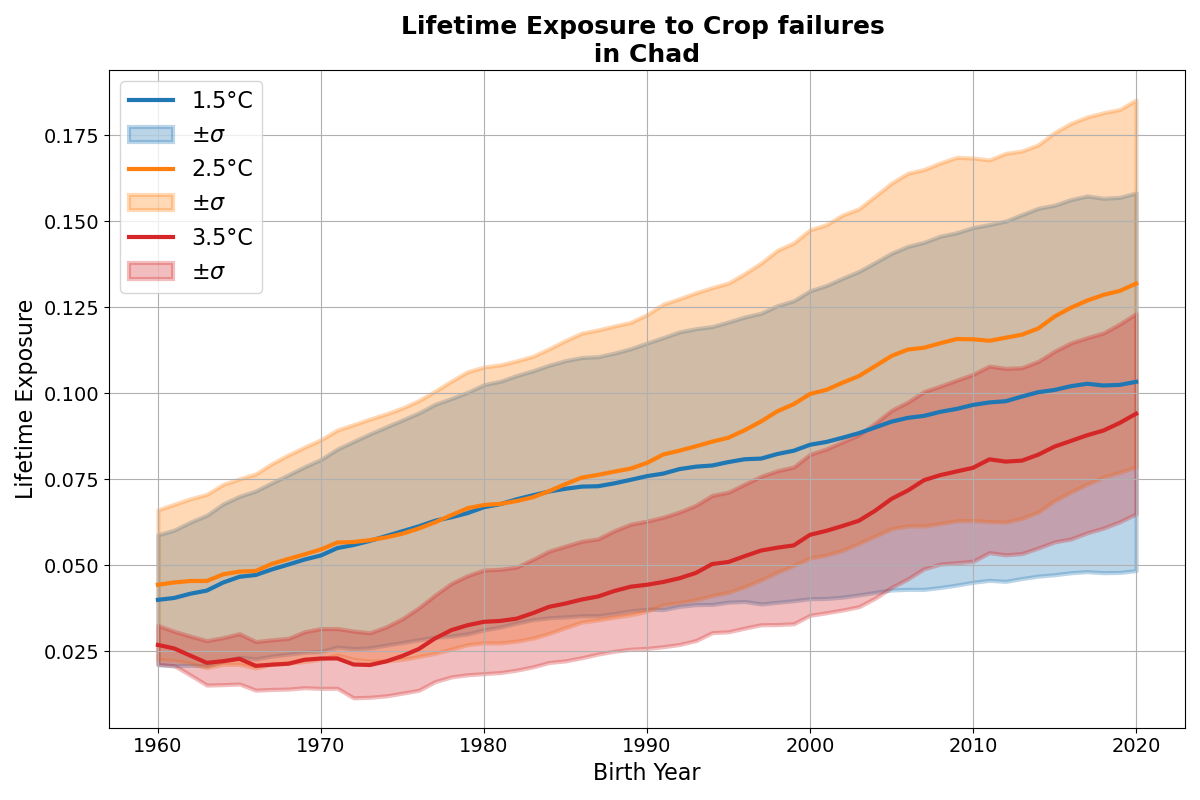 Lifetime Exposure to Crop failures
in Chad
1.5°C
±σ
2.5°C
±σ
3.5°C
±σ
Lifetime Exposure
0.175
0.150
0.125
0.100
0.075
0.050
0.025
1960 1970 1980 1990 2000 2010 2020
Birth Year